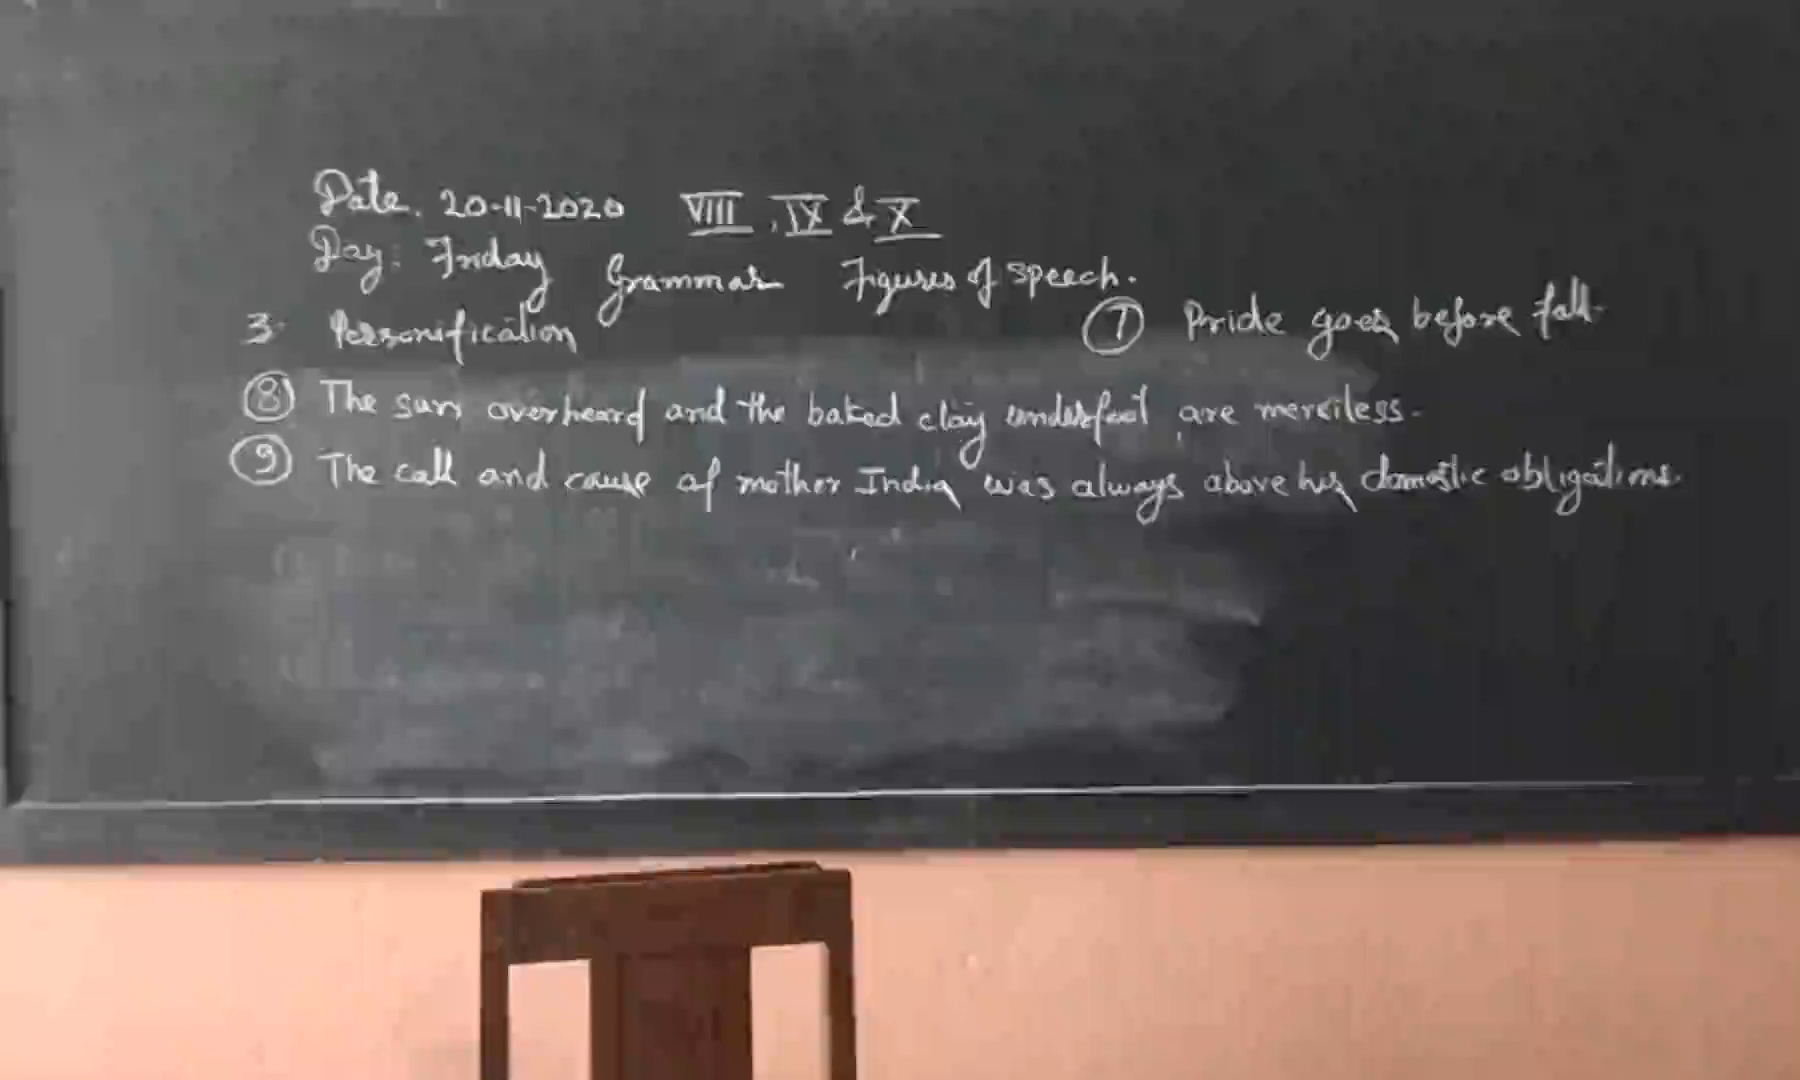 Date. 20-11-2020 VIII, IX & X
Day: Friday Grammar Figures of speech.
3. Personification ⑦ Pride goes before fall.
⑧ The sun overheard and the baked clay underfoot are merciless.
⑨ The call and cause of mother India was always above his domestic obligations.